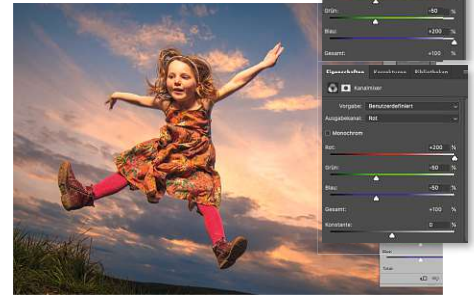 Grün: -50 %
Blau: +200 %
Gesamt: +100 %
Eigenschaften Korrekturen Bibliotheken
Kanalmixer
Vorgabe: Benutzerdefiniert
Ausgabekanal: Rot
Monochrom
Rot: +200 %
Grün: -50 %
Blau: -50 %
Gesamt: +100 %
Konstante: 0 %
Total: